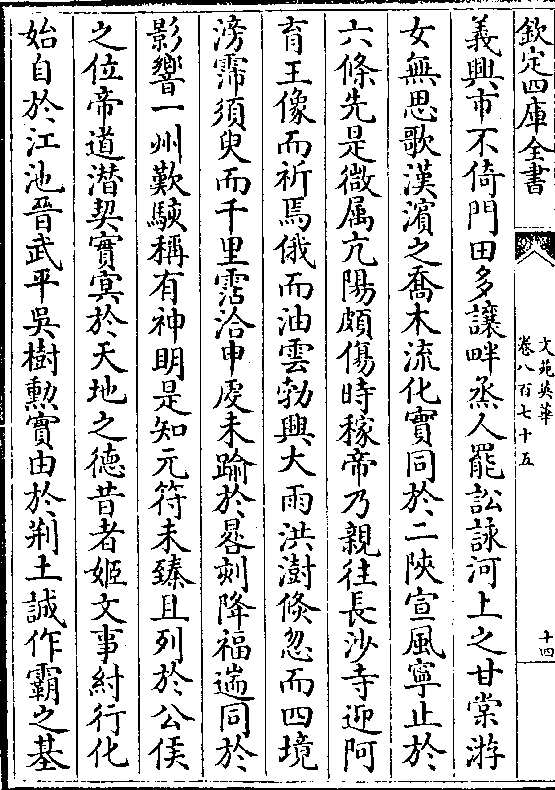 欽定四庫全書
文苑英華
卷八百七十五
十四
義興市不倚門田多讓畔烝人罷訟詠河上之甘棠游
女無思歌漢濱之喬木流化實同於二陜宣風寧止於
六條先是微属亢陽頗傷時稼帝乃親往長沙寺迎阿
育王像而祈焉俄而油雲勃興大雨洪澍倐忽而四境
滂霈須臾而千里霑洽申虔未踰於晷刻降福遄同於
影響一州歎駭稱有神明是知元符未臻且列於公侯
之位帝道潜契實㝠於天地之德昔者姬文事紂行化
始自於江池晉武平吳樹勲實由於荆土誠作霸之基